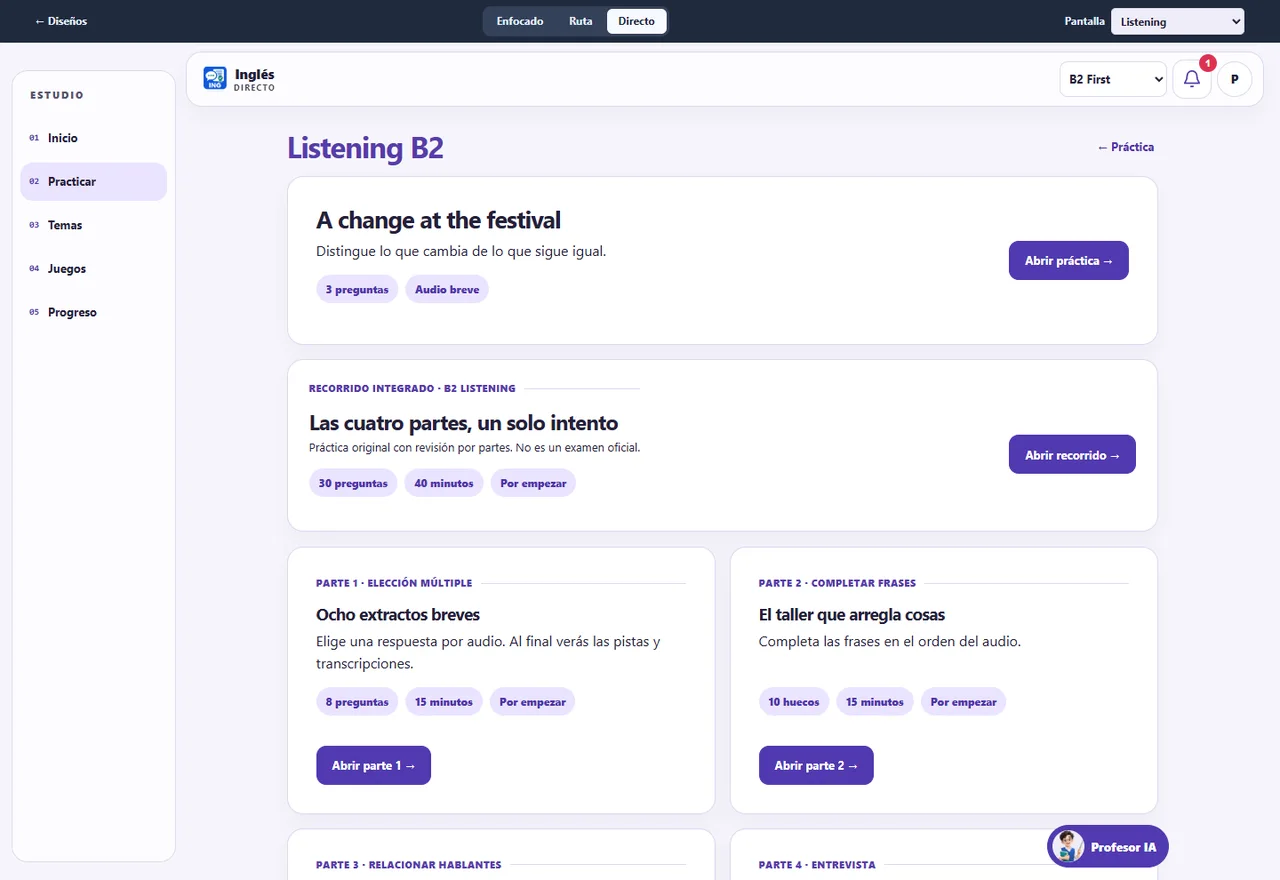 ← Diseños
Enfocado
Ruta
Directo
Pantalla
Listening
ESTUDIO
01 Inicio
02 Practicar
03 Temas
04 Juegos
05 Progreso
ING
Inglés
DIRECTO
B2 First
1
P
Listening B2
← Práctica
A change at the festival
Distingue lo que cambia de lo que sigue igual.
3 preguntas
Audio breve
Abrir práctica →
RECORRIDO INTEGRADO · B2 LISTENING
Las cuatro partes, un solo intento
Práctica original con revisión por partes. No es un examen oficial.
30 preguntas
40 minutos
Por empezar
Abrir recorrido →
PARTE 1 · ELECCIÓN MÚLTIPLE
Ocho extractos breves
Elige una respuesta por audio. Al final verás las pistas y
transcripciones.
8 preguntas
15 minutos
Por empezar
Abrir parte 1 →
PARTE 2 · COMPLETAR FRASES
El taller que arregla cosas
Completa las frases en el orden del audio.
10 huecos
15 minutos
Por empezar
Abrir parte 2 →
PARTE 3 · RELACIONAR HABLANTES
PARTE 4 · ENTREVISTA
Profesor IA